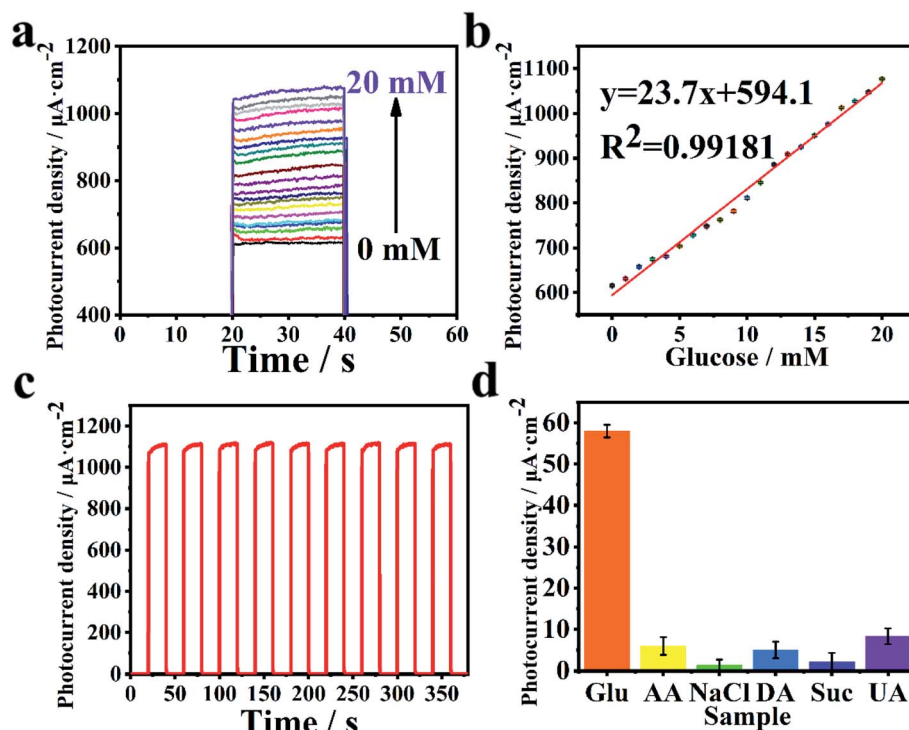 a
1200
1000
800
600
400
0 10 20 30 40 50 60
Photocurrent density / μA·cm-2
Time / s
20 mM
0 mM
b
1100
1000
900
800
700
600
0 5 10 15 20
Photocurrent density / μA·cm-2
Glucose / mM
y=23.7x+594.1
R2=0.99181
c
1200
1000
800
600
400
200
0
0 50 100 150 200 250 300 350
Photocurrent density / μA·cm-2
Time / s
d
60
50
40
30
20
10
0
Glu AA NaCl DA Suc UA
Photocurrent density / μA·cm-2
Sample